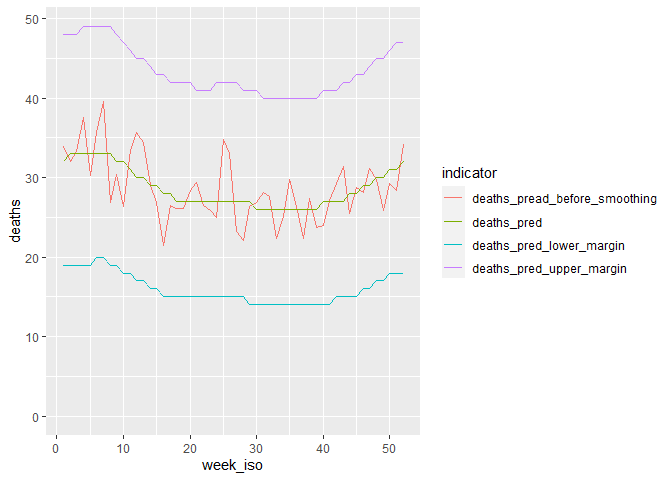 50
40
30
20
10
0
deaths
0 10 20 30 40 50
week_iso
indicator
deaths_pread_before_smoothing
deaths_pred
deaths_pred_lower_margin
deaths_pred_upper_margin